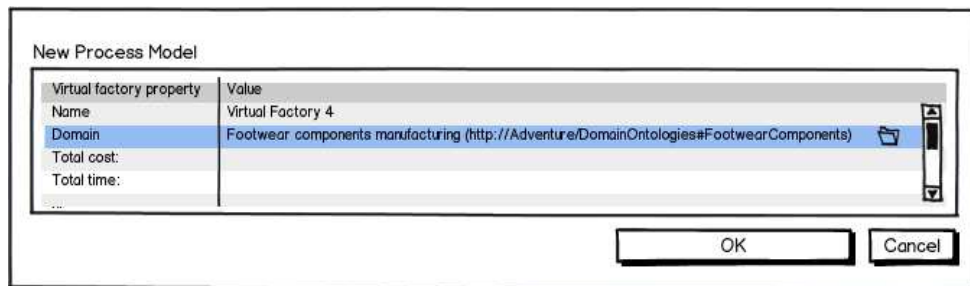 New Process Model
Virtual factory property Value
Name Virtual Factory 4
Domain Footwear components manufacturing (http://Adventure/DomainOntologies#FootwearComponents)
Total cost:
Total time:
...
OK Cancel